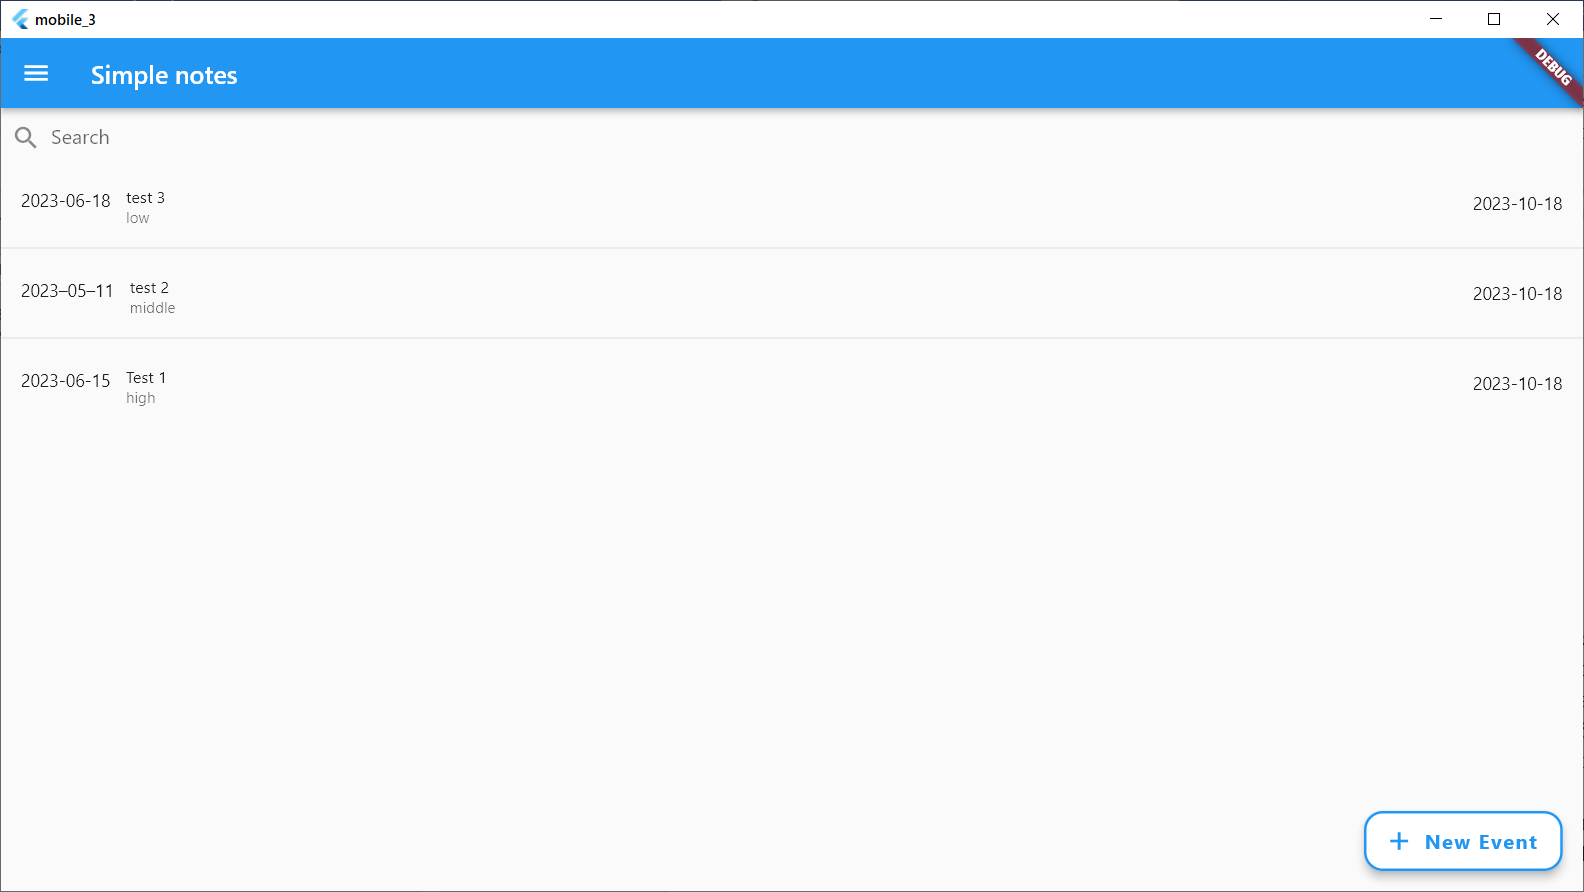 mobile_3
Simple notes
DEBUG
Search
2023-06-18 test 3 2023-10-18
low
2023–05–11 test 2 2023-10-18
middle
2023-06-15 Test 1 2023-10-18
high
+ New Event